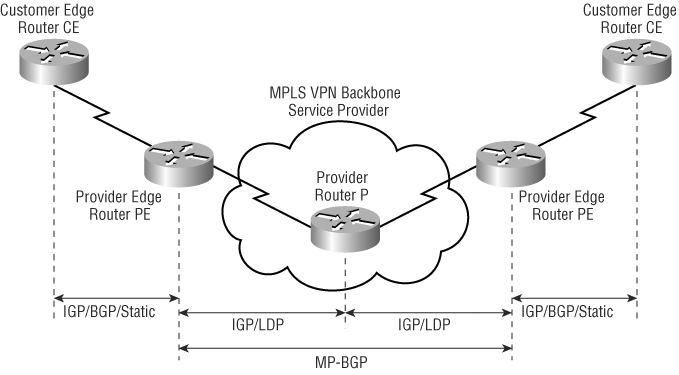 Customer Edge
Router CE
Customer Edge
Router CE
MPLS VPN Backbone
Service Provider
Provider
Router P
Provider Edge
Router PE
Provider Edge
Router PE
IGP/BGP/Static
IGP/LDP
IGP/LDP
IGP/BGP/Static
MP-BGP